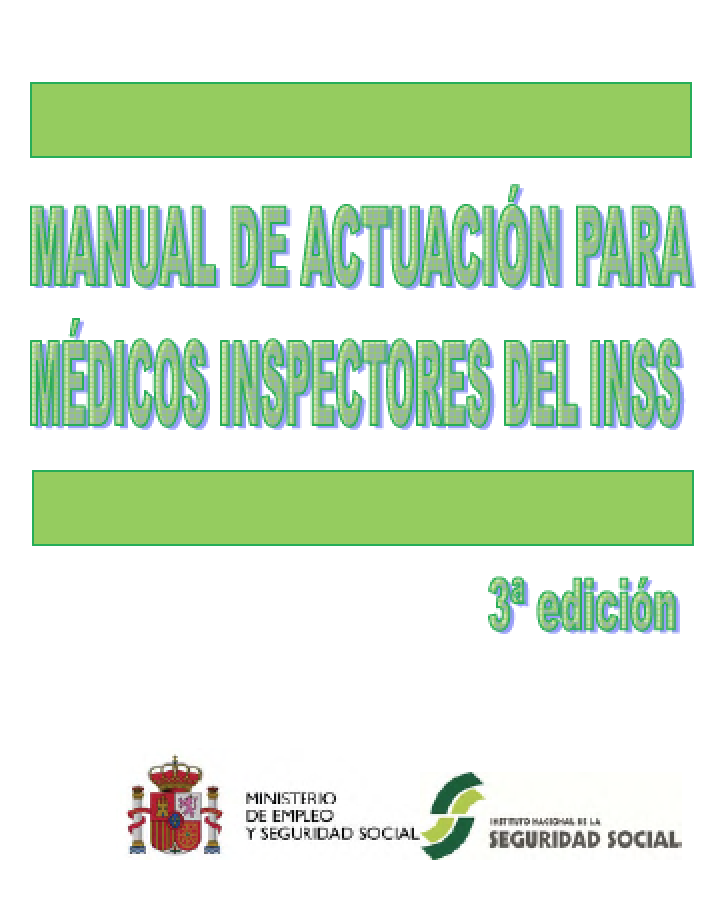 MANUAL DE ACTUACIÓN PARA
MÉDICOS INSPECTORES DEL INSS
3ª edición
MINISTERIO
DE EMPLEO
Y SEGURIDAD SOCIAL
INSTITUTO NACIONAL DE LA
SEGURIDAD SOCIAL